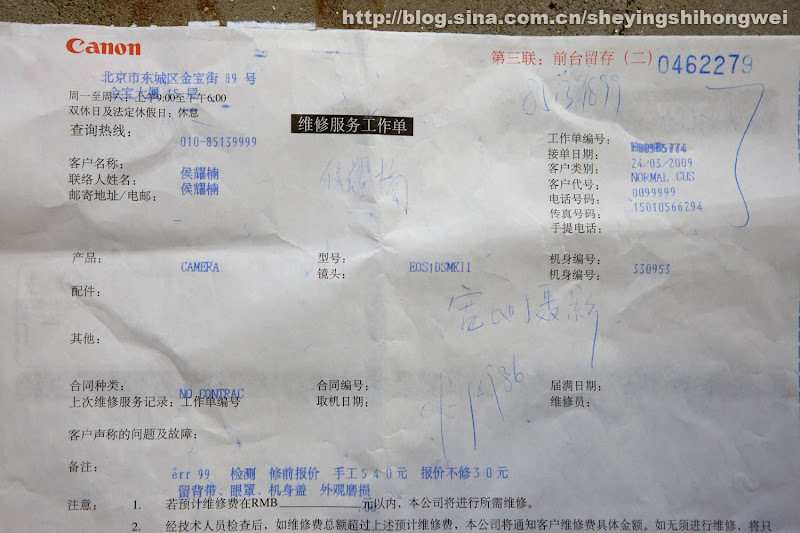 http://blog.sina.com.cn/sheyingshihongwei
Canon
第三联：前台留存（二） 0462279
北京市东城区金宝街 89 号
金宝大厦 15 层
周一至周六：上午9:00至下午6:00
双休日及法定休假日：休息
查询热线： 010-85139999
维修服务工作单
工作单编号：
接单日期： 24/03/2009
客户类别： NORMAL CUS
客户代号： 0099999
电话号码： 15010566294
传真号码：
手提电话：
客户名称： 侯耀楠
联络人姓名： 侯耀楠
邮寄地址/电邮：
侯耀楠
产品： CAMERA 型号： EOS1DSMKII 机身编号： 330953
镜头： 机身编号：
配件：
其他：
合同种类： NO CONTRAC 合同编号： 届满日期：
上次维修服务记录：工作单编号 取机日期： 维修员：
客户声称的问题及故障：
备注： err 99 检测 修前报价 手工540元 报价不修30元
留背带、眼罩、机身盖 外观磨损
注意： 1. 若预计维修费在RMB 元以内，本公司将进行所需维修。
2. 经技术人员检查后，如维修费总额超过上述预计维修费，本公司将通知客户维修费具体金额。如无须进行维修，将只